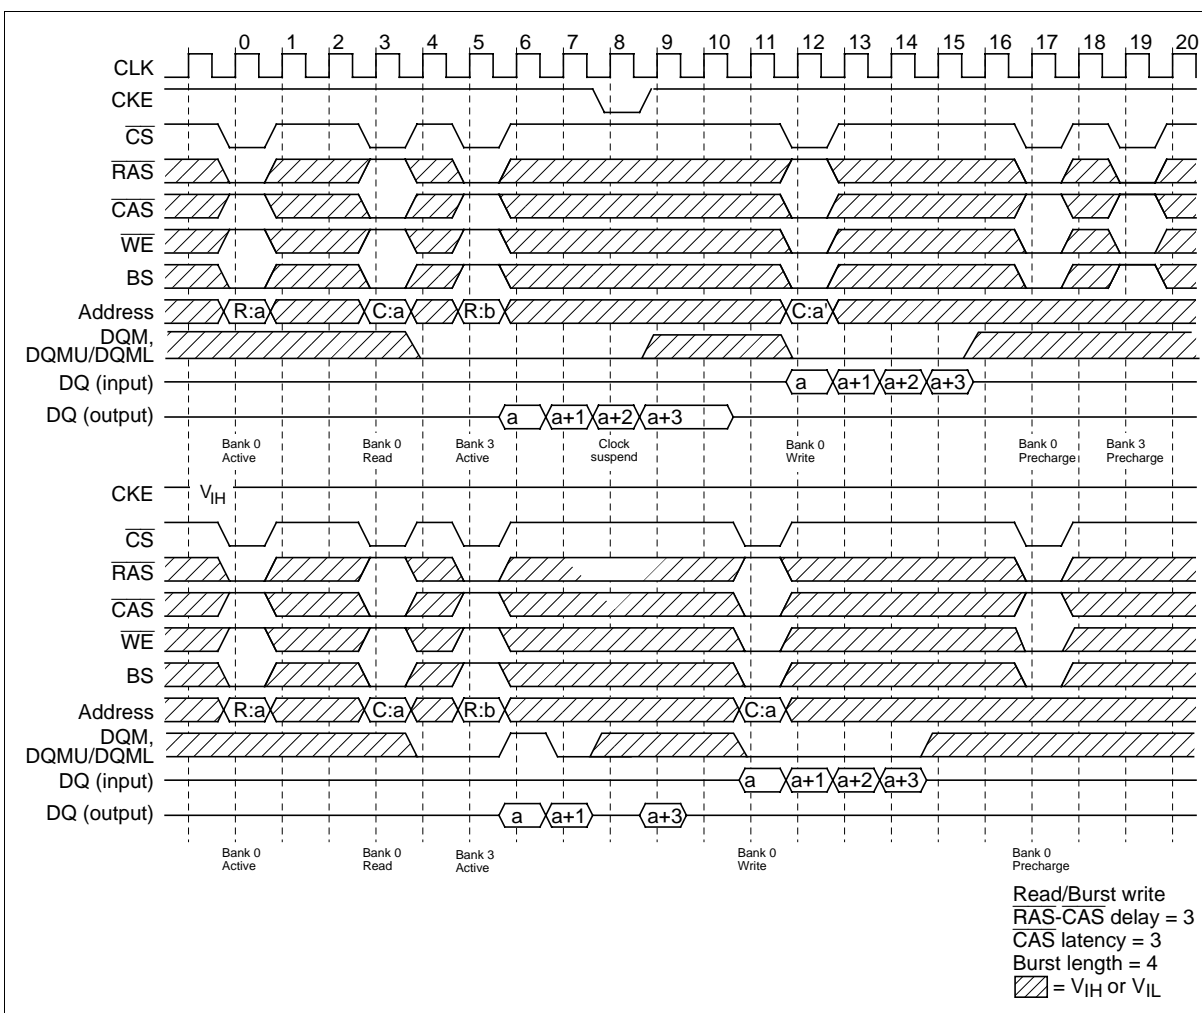 0 1 2 3 4 5 6 7 8 9 10 11 12 13 14 15 16 17 18 19 20
CLK
CKE
CS
RAS
CAS
WE
BS
Address R:a C:a R:b C:a'
DQM,
DQMU/DQML
DQ (input) a a+1 a+2 a+3
DQ (output) a a+1 a+2 a+3
Bank 0 Bank 0 Bank 3 Clock Bank 0 Bank 0 Bank 3
Active Read Active suspend Write Precharge Precharge
CKE VIH
CS
RAS
CAS
WE
BS
Address R:a C:a R:b C:a
DQM,
DQMU/DQML
DQ (input) a a+1 a+2 a+3
DQ (output) a a+1 a+3
Bank 0 Bank 0 Bank 3 Bank 0 Bank 0
Active Read Active Write Precharge
Read/Burst write
RAS-CAS delay = 3
CAS latency = 3
Burst length = 4
= VIH or VIL